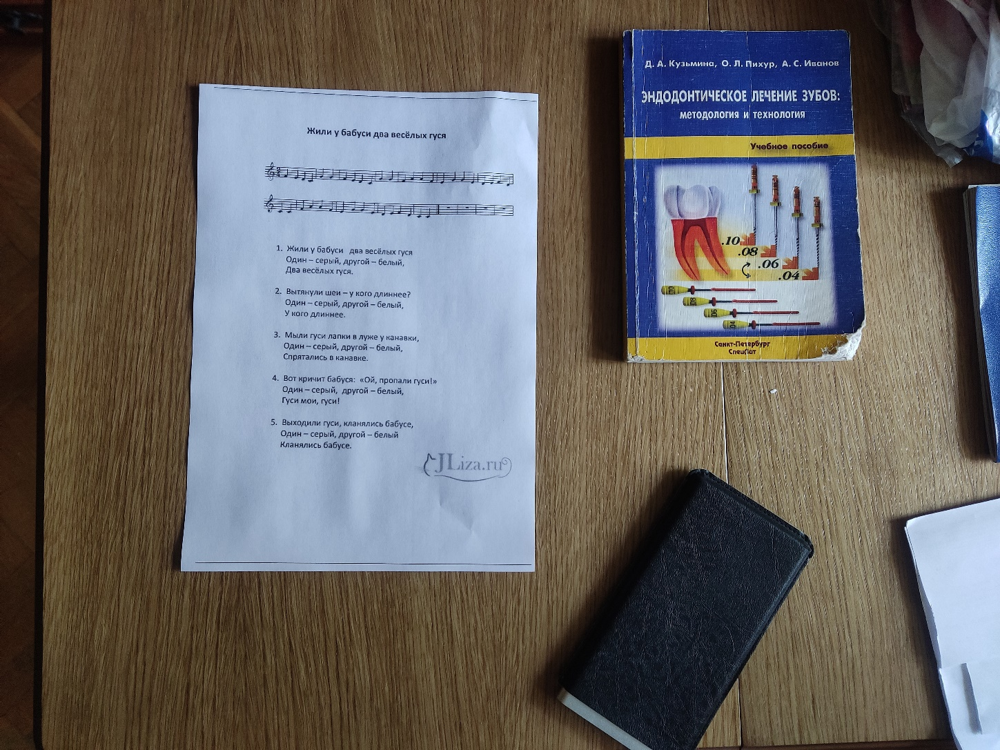 Жили у бабуси два весёлых гуся
1. Жили у бабуси два весёлых гуся
Один – серый, другой – белый,
Два весёлых гуся.
2. Вытянули шеи – у кого длиннее?
Один – серый, другой – белый,
У кого длиннее.
3. Мыли гуси лапки в луже у канавки,
Один – серый, другой – белый,
Спрятались в канавке.
4. Вот кричит бабуся: «Ой, пропали гуси!»
Один – серый, другой – белый,
Гуси мои, гуси!
5. Выходили гуси, кланялись бабусе,
Один – серый, другой – белый
Кланялись бабусе.
JLiza.ru
Д. А. Кузьмина, О. Л. Пихур, А. С. Иванов
ЭНДОДОНТИЧЕСКОЕ ЛЕЧЕНИЕ ЗУБОВ:
методология и технология
Учебное пособие
.10
.08
.06
.04
Санкт-Петербург
СпецЛит